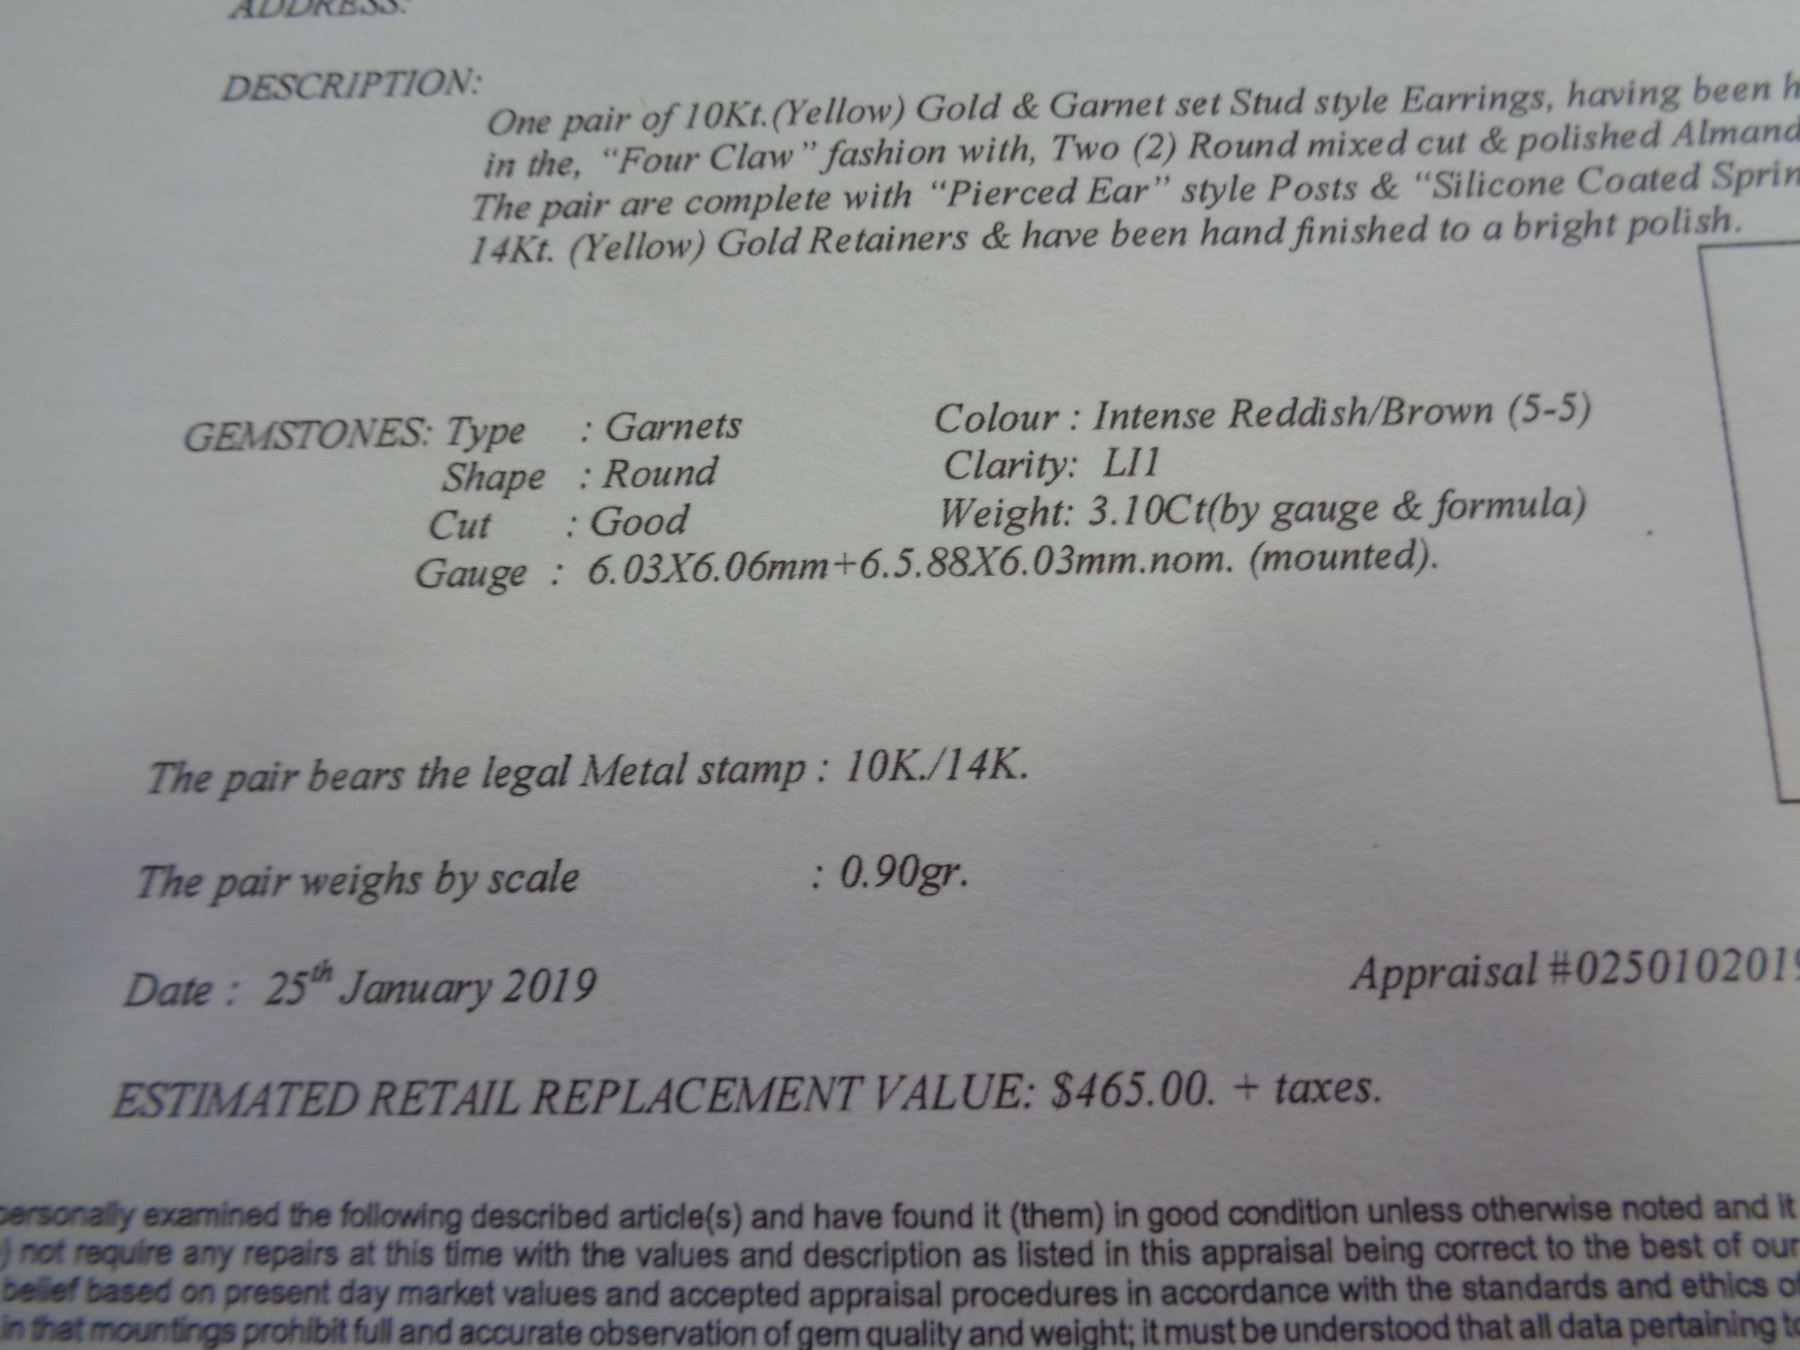 ADDRESS:
DESCRIPTION:
One pair of 10Kt.(Yellow) Gold & Garnet set Stud style Earrings, having been h
in the, “Four Claw” fashion with, Two (2) Round mixed cut & polished Almand
The pair are complete with “Pierced Ear” style Posts & “Silicone Coated Sprin
14Kt. (Yellow) Gold Retainers & have been hand finished to a bright polish.
GEMSTONES: Type : Garnets Colour : Intense Reddish/Brown (5-5)
Shape : Round Clarity: LI1
Cut : Good Weight: 3.10Ct(by gauge & formula)
Gauge : 6.03X6.06mm+6.5.88X6.03mm.nom. (mounted).
The pair bears the legal Metal stamp : 10K./14K.
The pair weighs by scale : 0.90gr.
Date : 25th January 2019 Appraisal #0250102019
ESTIMATED RETAIL REPLACEMENT VALUE: $465.00. + taxes.
personally examined the following described article(s) and have found it (them) in good condition unless otherwise noted and it
) not require any repairs at this time with the values and description as listed in this appraisal being correct to the best of our
belief based on present day market values and accepted appraisal procedures in accordance with the standards and ethics of
in that mountings prohibit full and accurate observation of gem quality and weight; it must be understood that all data pertaining to